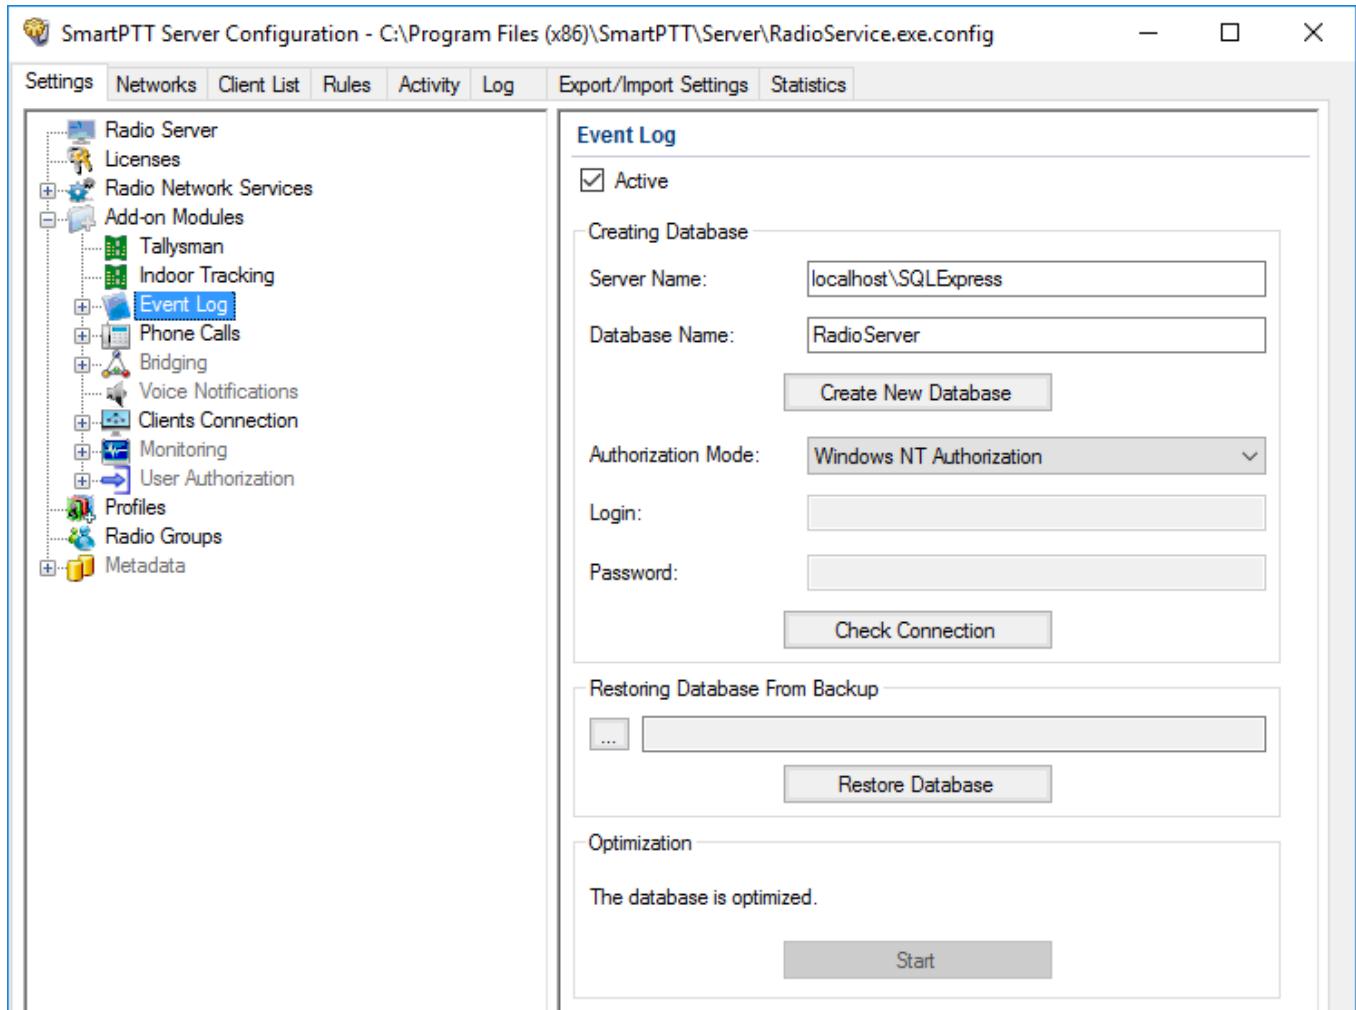 SmartPTT Server Configuration - C:\Program Files (x86)\SmartPTT\Server\RadioService.exe.config
Settings Networks Client List Rules Activity Log Export/Import Settings Statistics
Radio Server
Licenses
Radio Network Services
Add-on Modules
Tallysman
Indoor Tracking
Event Log
Phone Calls
Bridging
Voice Notifications
Clients Connection
Monitoring
User Authorization
Profiles
Radio Groups
Metadata
Event Log
Active
Creating Database
Server Name: localhost\SQLExpress
Database Name: RadioServer
Create New Database
Authorization Mode: Windows NT Authorization
Login:
Password:
Check Connection
Restoring Database From Backup
...
Restore Database
Optimization
The database is optimized.
Start